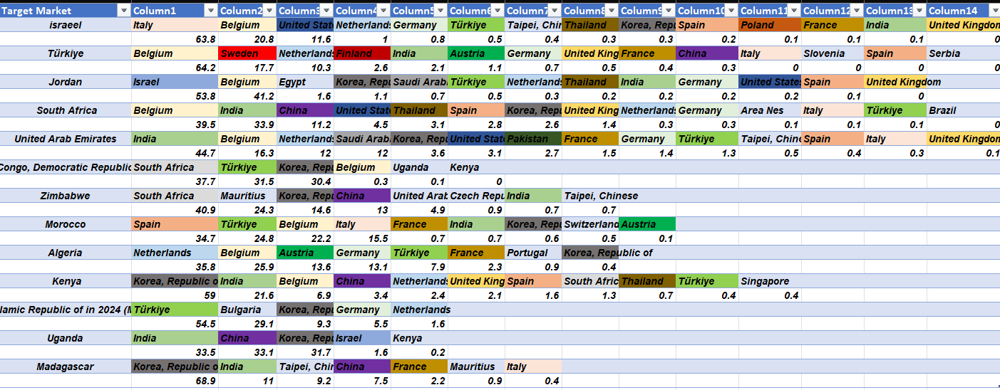 Target Market Column1 Column2 Column3 Column4 Column5 Column6 Column7 Column8 Column9 Column10 Column11 Column12 Column13 Column14
israeel Italy Belgium United Stat Netherlands Germany Türkiye Taipei, Chin Thailand Korea, Repu Spain Poland France India United Kingdom
63.8 20.8 11.6 1 0.8 0.5 0.4 0.3 0.3 0.2 0.1 0.1 0.1 0
Türkiye Belgium Sweden Netherlands Finland India Austria Germany United King France China Italy Slovenia Spain Serbia
64.2 17.7 10.3 2.6 2.1 1.1 0.7 0.5 0.4 0.3 0 0 0 0
Jordan Israel Belgium Egypt Korea, Repu Saudi Arabi Türkiye Netherlands Thailand India Germany United States Spain United Kingdom
53.8 41.2 1.6 1.1 0.7 0.5 0.3 0.2 0.2 0.2 0.2 0.1 0
South Africa Belgium India China United Stat Thailand Spain Korea, Repu United King Netherlands Germany Area Nes Italy Türkiye Brazil
39.5 33.9 11.2 4.5 3.1 2.8 2.6 1.4 0.3 0.3 0.1 0.1 0.1 0
United Arab Emirates India Belgium Netherlands Saudi Arabi Korea, Repu United Stat Pakistan France Germany Türkiye Taipei, Chine Spain Italy United Kingdom
44.7 16.3 12 12 3.6 3.1 2.7 1.5 1.4 1.3 0.5 0.4 0.3 0.1
Congo, Democratic Republic South Africa Türkiye Korea, Repu Belgium Uganda Kenya
37.7 31.5 30.4 0.3 0.1 0
Zimbabwe South Africa Mauritius Korea, Repu China United Arab Czech Repu India Taipei, Chinese
40.9 24.3 14.6 13 4.9 0.9 0.7 0.7
Morocco Spain Türkiye Belgium Italy France India Korea, Repu Switzerland Austria
34.7 24.8 22.2 15.5 0.7 0.7 0.6 0.5 0.1
Algeria Netherlands Belgium Austria Germany Türkiye France Portugal Korea, Republic of
35.8 25.9 13.6 13.1 7.9 2.3 0.9 0.4
Kenya Korea, Republic o India Belgium China Netherlands United King Spain South Afric Thailand Türkiye Singapore
59 21.6 6.9 3.4 2.4 2.1 1.6 1.3 0.7 0.4 0.4
lamic Republic of in 2024 (M Türkiye Bulgaria Korea, Repu Germany Netherlands
54.5 29.1 9.3 5.5 1.6
Uganda India China Korea, Repu Israel Kenya
33.5 33.1 31.7 1.6 0.2
Madagascar Korea, Republic o India Taipei, Chin China France Mauritius Italy
68.9 11 9.2 7.5 2.2 0.9 0.4